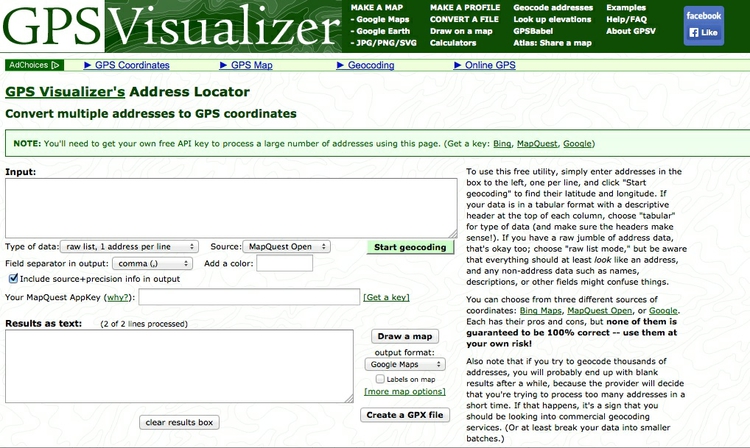 GPSVisualizer
MAKE A MAP
- Google Maps
- Google Earth
- JPG/PNG/SVG
MAKE A PROFILE
CONVERT A FILE
Draw on a map
Calculators
Geocode addresses
Look up elevations
GPSBabel
Atlas: Share a map
Examples
Help/FAQ
About GPSV
facebook
Like
AdChoices
GPS Coordinates
GPS Map
Geocoding
Online GPS
GPS Visualizer's Address Locator
Convert multiple addresses to GPS coordinates
NOTE: You'll need to get your own free API key to process a large number of addresses using this page. (Get a key: Bing, MapQuest, Google)
Input:
Type of data: raw list, 1 address per line
Source: MapQuest Open
Start geocoding
Field separator in output: comma (,)
Add a color:
Include source+precision info in output
Your MapQuest AppKey (why?):
[Get a key]
Results as text: (2 of 2 lines processed)
Draw a map
output format:
Google Maps
Labels on map
[more map options]
Create a GPX file
clear results box
To use this free utility, simply enter addresses in the
box to the left, one per line, and click "Start
geocoding" to find their latitude and longitude. If
your data is in a tabular format with a descriptive
header at the top of each column, choose "tabular"
for type of data (and make sure the headers make
sense!). If you have a raw jumble of address data,
that's okay too; choose "raw list mode," but be aware
that everything should at least look like an address,
and any non-address data such as names,
descriptions, or other fields might confuse things.
You can choose from three different sources of
coordinates: Bing Maps, MapQuest Open, or Google.
Each has their pros and cons, but none of them is
guaranteed to be 100% correct -- use them at
your own risk!
Also note that if you try to geocode thousands of
addresses, you will probably end up with blank
results after a while, because the provider will decide
that you're trying to process too many addresses in a
short time. If that happens, it's a sign that you
should be looking into commercial geocoding
services. (Or at least break your data into smaller
batches.)